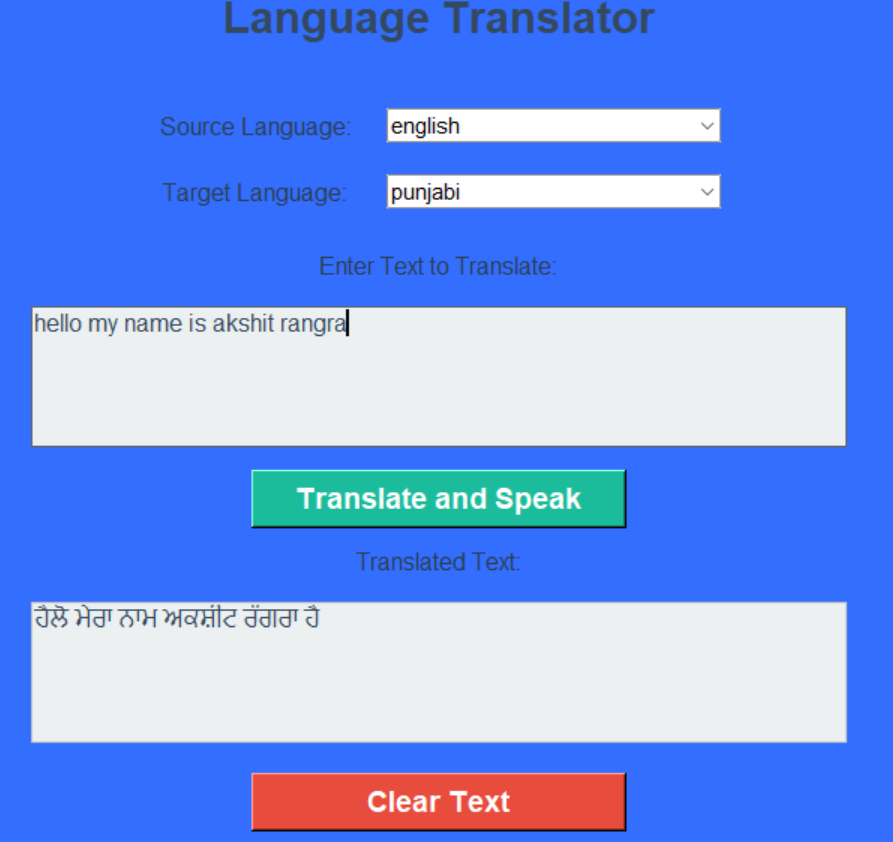 Language Translator
Source Language: english
Target Language: punjabi
Enter Text to Translate:
hello my name is akshit rangra
Translate and Speak
Translated Text:
ਹੈਲੋ ਮੇਰਾ ਨਾਮ ਅਕਸ਼ੀਟ ਰੰਗਰਾ ਹੈ
Clear Text